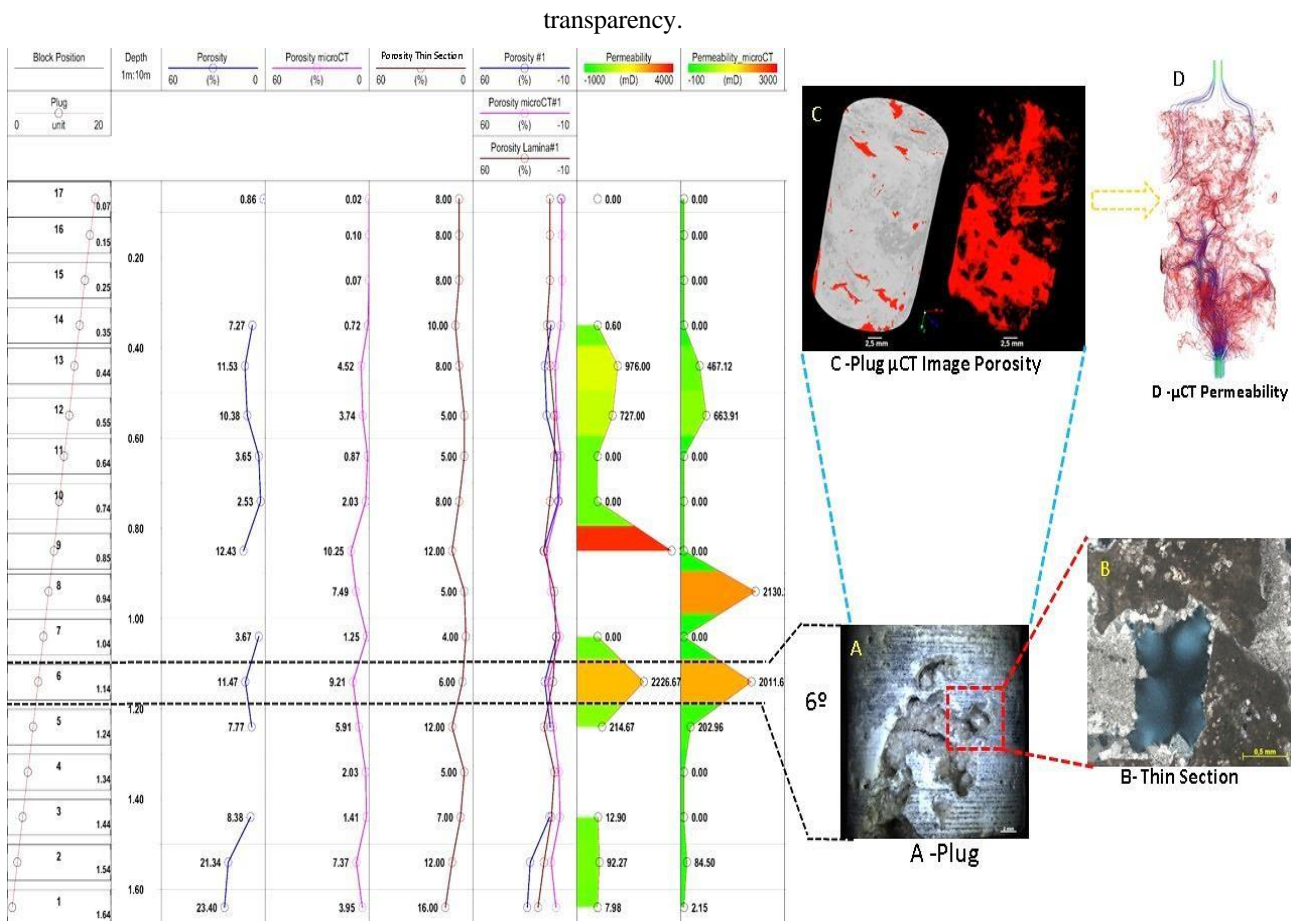 transparency.
Block Position
Depth
Porosity
Porosity microCT
Porosity Thin Section
Porosity #1
Permeability
Permeability_microCT
1m:10m
60 (%) 0
60 (%) 0
60 (%) 0
60 (%) -10
-1000 (mD) 4000
-100 (mD) 3000
Plug
0 unit 20
Porosity microCT#1
60 (%) -10
Porosity Lamina#1
60 (%) -10
17 0.07 0.86 0.02 8.00 0.00 0.00
16 0.15 0.10 8.00 0.00
0.20
15 0.25 0.07 8.00 0.00
14 0.35 7.27 0.72 10.00 0.60 0.00
0.40
13 0.44 11.53 4.52 8.00 976.00 467.12
12 0.55 10.38 3.74 5.00 727.00 663.91
0.60
11 0.64 3.65 0.87 5.00 0.00 0.00
10 0.74 2.53 2.03 8.00 0.00 0.00
0.80
9 0.85 12.43 10.25 12.00 0.00
8 0.94 7.49 5.00 2130.
1.00
7 1.04 3.67 1.25 4.00 0.00 0.00
6 1.14 11.47 9.21 6.00 2226.67 2011.6
1.20
5 1.24 7.77 5.91 12.00 214.67 202.96
4 1.34 2.03 5.00 0.00
1.40
3 1.44 8.38 1.41 7.00 12.90 0.00
2 1.54 21.34 7.37 12.00 92.27 84.50
1.60
1 1.64 23.40 3.95 16.00 7.98 2.15
C
2,5 mm
2,5 mm
C -Plug µCT Image Porosity
D
D -µCT Permeability
6º
A
2 mm
A -Plug
B
0,5 mm
B- Thin Section